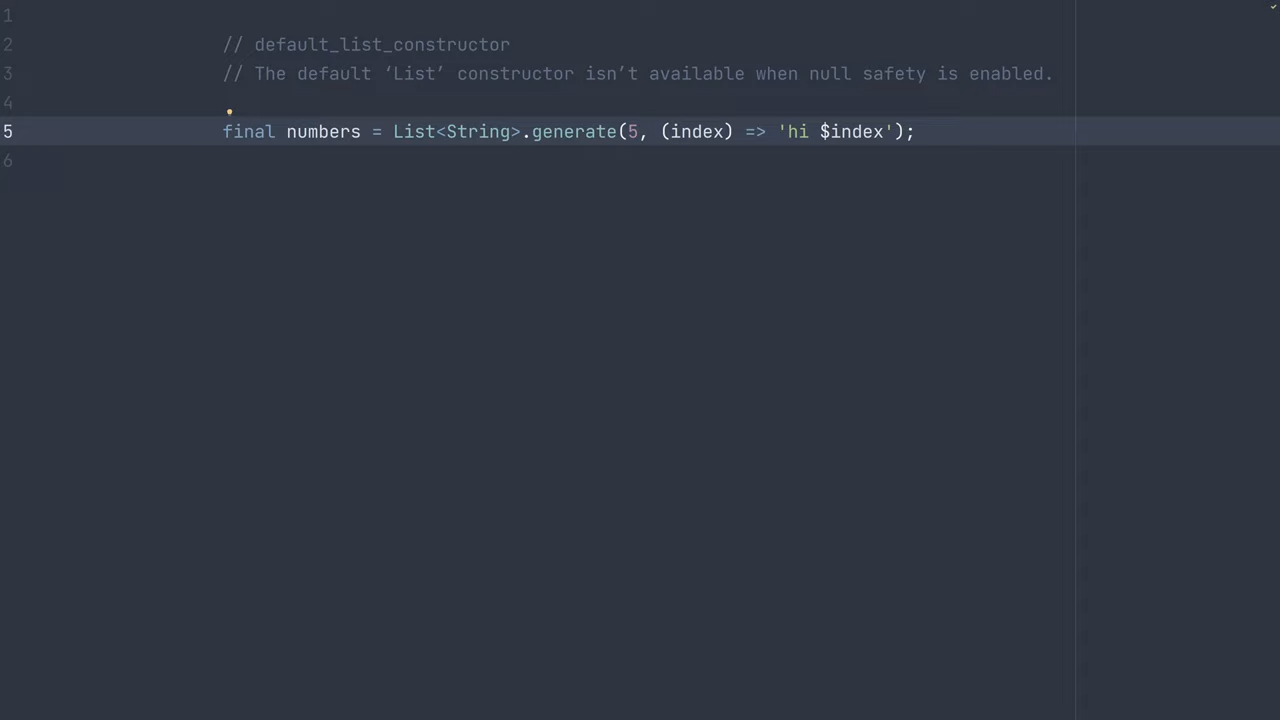 1
2 // default_list_constructor
3 // The default ‘List’ constructor isn’t available when null safety is enabled.
4
5 final numbers = List<String>.generate(5, (index) => 'hi $index');
6